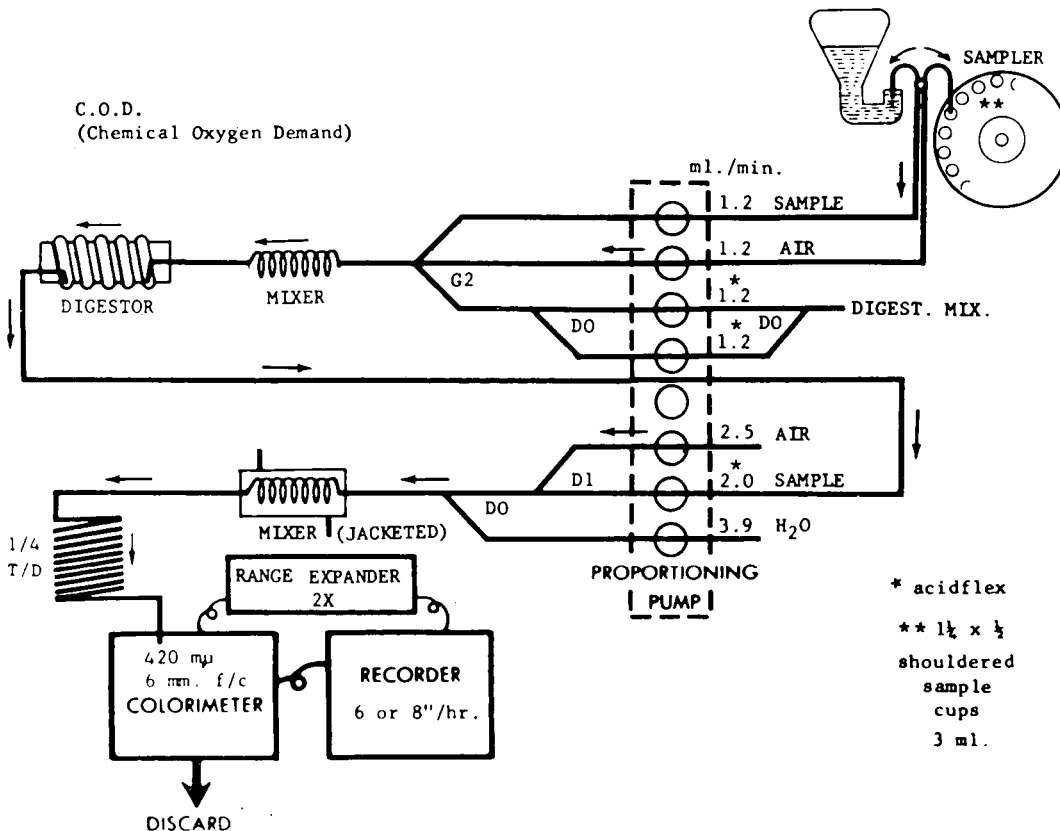 C.O.D.
(Chemical Oxygen Demand)
SAMPLER
**
ml./min.
1.2 SAMPLE
1.2 AIR
G2
*
1.2
DIGEST. MIX.
DO
*
DO
1.2
DIGESTOR
MIXER
2.5 AIR
D1
*
2.0 SAMPLE
DO
3.9 H₂O
MIXER (JACKETED)
1/4
T/D
PROPORTIONING
PUMP
RANGE EXPANDER
2X
420 mμ
6 mm. f/c
COLORIMETER
RECORDER
6 or 8"/hr.
DISCARD
* acidflex
** 1¼ x ½
shouldered
sample
cups
3 ml.